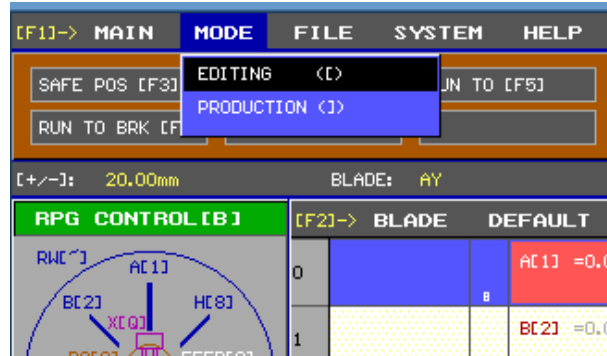 [F1]-> MAIN MODE FILE SYSTEM HELP
EDITING ([)
PRODUCTION (])
SAFE POS [F3] UN TO [F5]
RUN TO BRK [F
[+/-]: 20.00mm BLADE: AY
RPG CONTROL[B] [F2]-> BLADE DEFAULT
RW[~] A[1]
B[2] H[8]
X[Q]
0 8 A[1] =0.0
1 B[2] =0.0